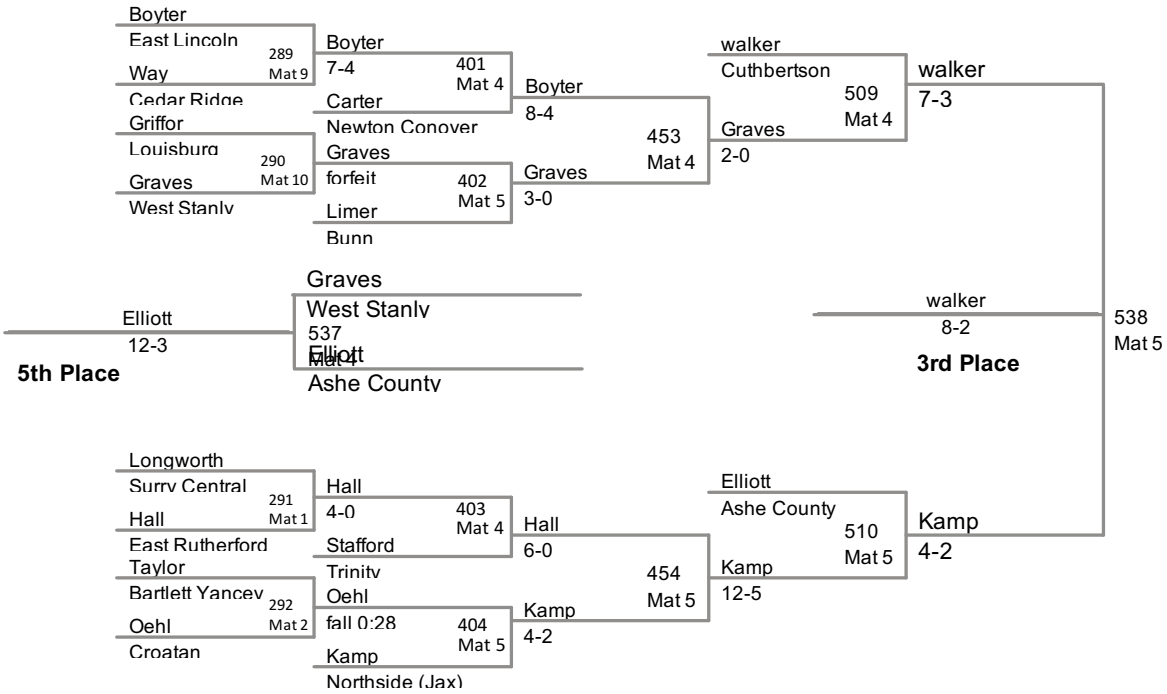 Boyter
East Lincoln
289
Mat 9
Way
Cedar Ridge
Boyter
7-4
401
Mat 4
Carter
Newton Conover
Griffor
Louisburg
290
Mat 10
Graves
West Stanly
Graves
forfeit
402
Mat 5
Limer
Bunn
Boyter
8-4
453
Mat 4
Graves
3-0
walker
Cuthbertson
509
Mat 4
Graves
2-0
walker
7-3
Graves
West Stanly
537
Mat 4
Elliott
Ashe County
Elliott
12-3
5th Place
walker
8-2
3rd Place
538
Mat 5
Longworth
Surry Central
291
Mat 1
Hall
East Rutherford
Hall
4-0
403
Mat 4
Stafford
Trinity
Taylor
Bartlett Yancey
292
Mat 2
Oehl
Croatan
Oehl
fall 0:28
404
Mat 5
Kamp
Northside (Jax)
Hall
6-0
454
Mat 5
Kamp
4-2
Elliott
Ashe County
510
Mat 5
Kamp
12-5
Kamp
4-2